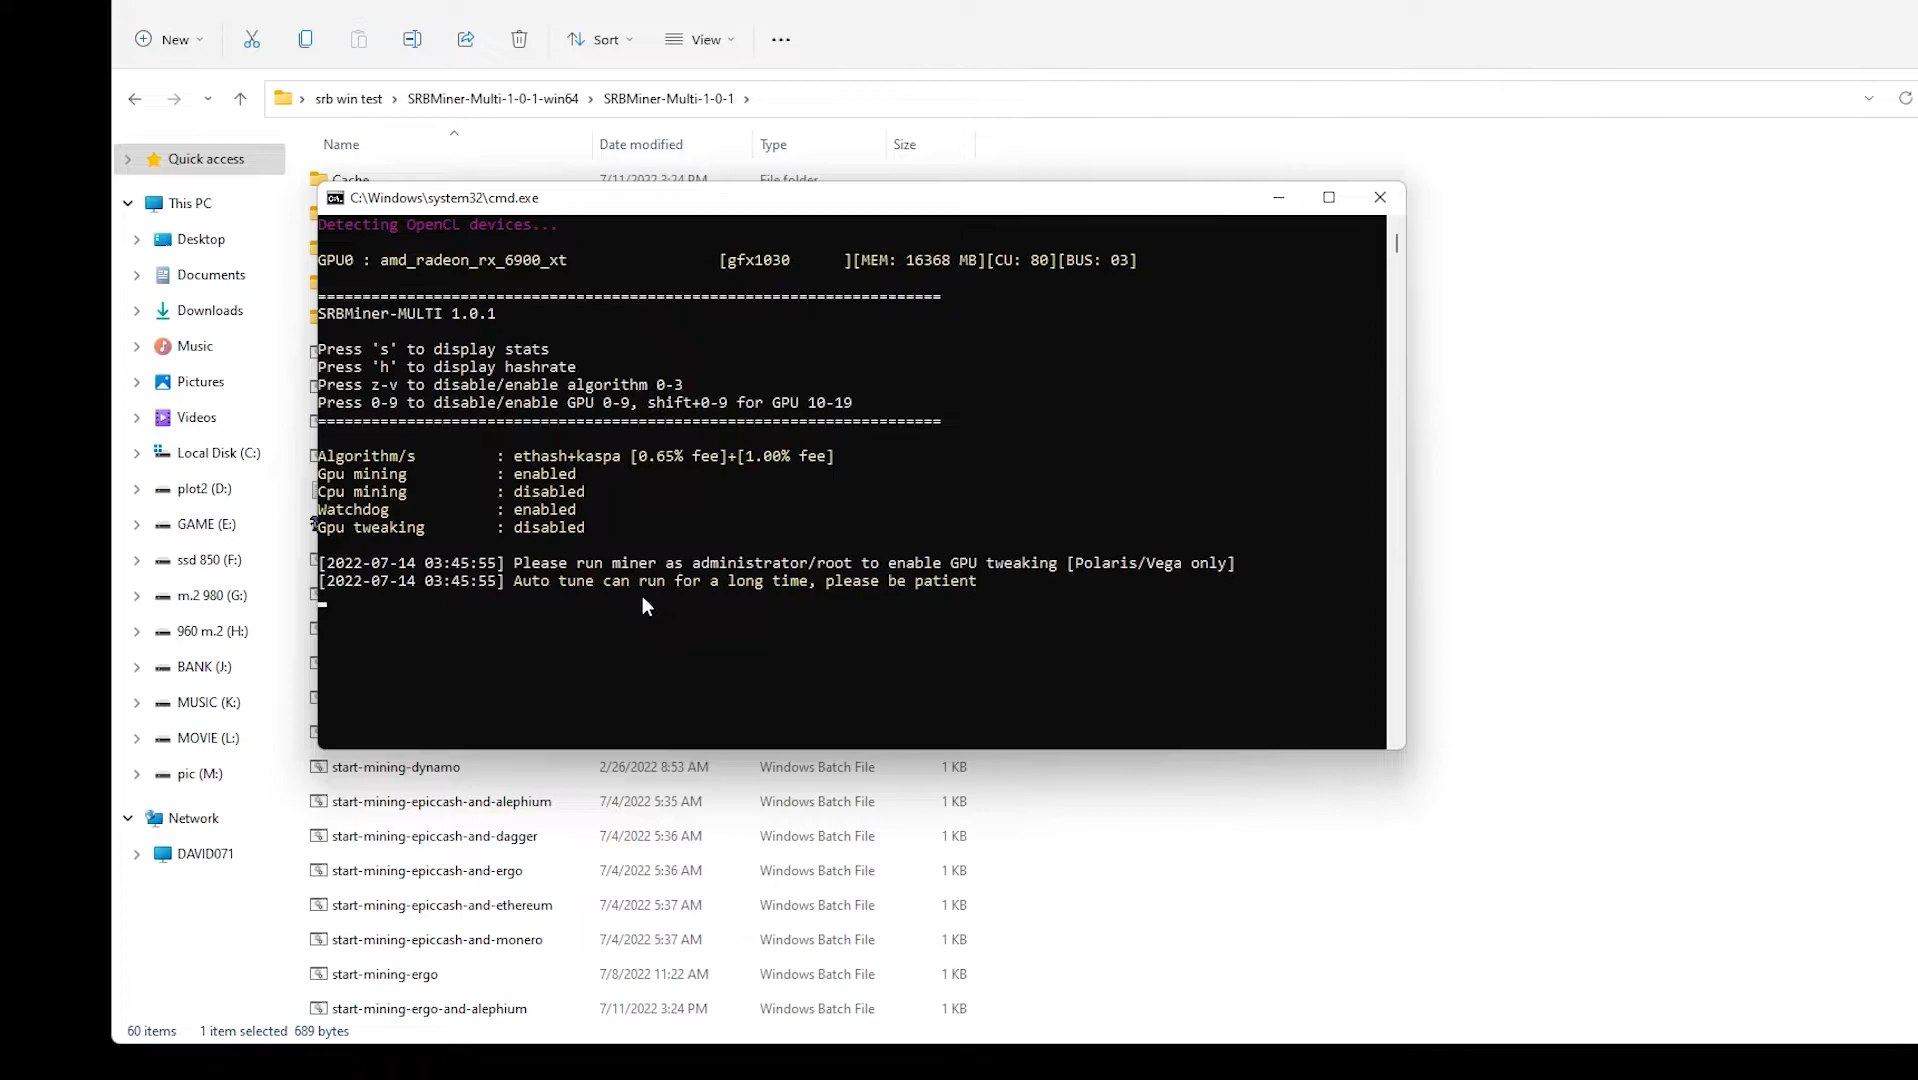 New
Sort
View
srb win test > SRBMiner-Multi-1-0-1-win64 > SRBMiner-Multi-1-0-1 >
Name Date modified Type Size
Quick access
This PC
Desktop
Documents
Downloads
Music
Pictures
Videos
Local Disk (C:)
plot2 (D:)
GAME (E:)
ssd 850 (F:)
m.2 980 (G:)
960 m.2 (H:)
BANK (J:)
MUSIC (K:)
MOVIE (L:)
pic (M:)
Network
DAVID071
Cache 7/11/2022 3:24 PM File folder
C:\Windows\system32\cmd.exe
Detecting OpenCL devices...
GPU0 : amd_radeon_rx_6900_xt [gfx1030 ][MEM: 16368 MB][CU: 80][BUS: 03]
======================================================================
SRBMiner-MULTI 1.0.1
Press 's' to display stats
Press 'h' to display hashrate
Press z-v to disable/enable algorithm 0-3
Press 0-9 to disable/enable GPU 0-9, shift+0-9 for GPU 10-19
======================================================================
Algorithm/s : ethash+kaspa [0.65% fee]+[1.00% fee]
Gpu mining : enabled
Cpu mining : disabled
Watchdog : enabled
Gpu tweaking : disabled
[2022-07-14 03:45:55] Please run miner as administrator/root to enable GPU tweaking [Polaris/Vega only]
[2022-07-14 03:45:55] Auto tune can run for a long time, please be patient
start-mining-dynamo 2/26/2022 8:53 AM Windows Batch File 1 KB
start-mining-epiccash-and-alephium 7/4/2022 5:35 AM Windows Batch File 1 KB
start-mining-epiccash-and-dagger 7/4/2022 5:36 AM Windows Batch File 1 KB
start-mining-epiccash-and-ergo 7/4/2022 5:36 AM Windows Batch File 1 KB
start-mining-epiccash-and-ethereum 7/4/2022 5:37 AM Windows Batch File 1 KB
start-mining-epiccash-and-monero 7/4/2022 5:37 AM Windows Batch File 1 KB
start-mining-ergo 7/8/2022 11:22 AM Windows Batch File 1 KB
start-mining-ergo-and-alephium 7/11/2022 3:24 PM Windows Batch File 1 KB
60 items 1 item selected 689 bytes